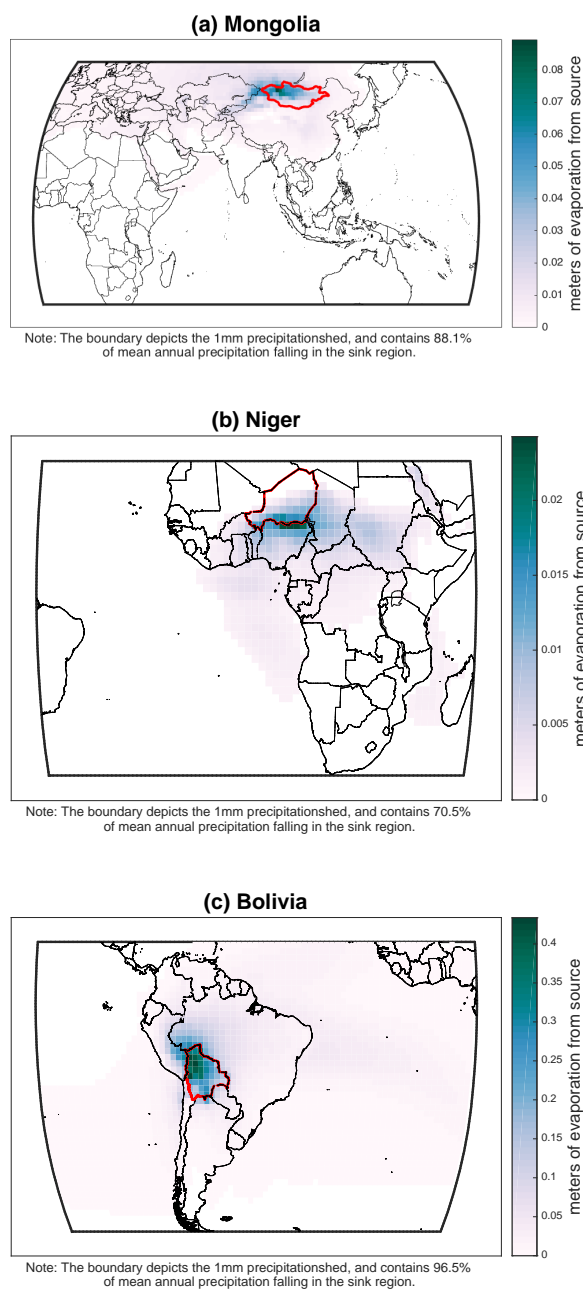 (a) Mongolia
0.08
0.07
0.06
0.05
0.04
0.03
0.02
0.01
0
meters of evaporation from source
Note: The boundary depicts the 1mm precipitationshed, and contains 88.1%
of mean annual precipitation falling in the sink region.
(b) Niger
0.02
0.015
0.01
0.005
0
meters of evaporation from source
Note: The boundary depicts the 1mm precipitationshed, and contains 70.5%
of mean annual precipitation falling in the sink region.
(c) Bolivia
0.4
0.35
0.3
0.25
0.2
0.15
0.1
0.05
0
meters of evaporation from source
Note: The boundary depicts the 1mm precipitationshed, and contains 96.5%
of mean annual precipitation falling in the sink region.